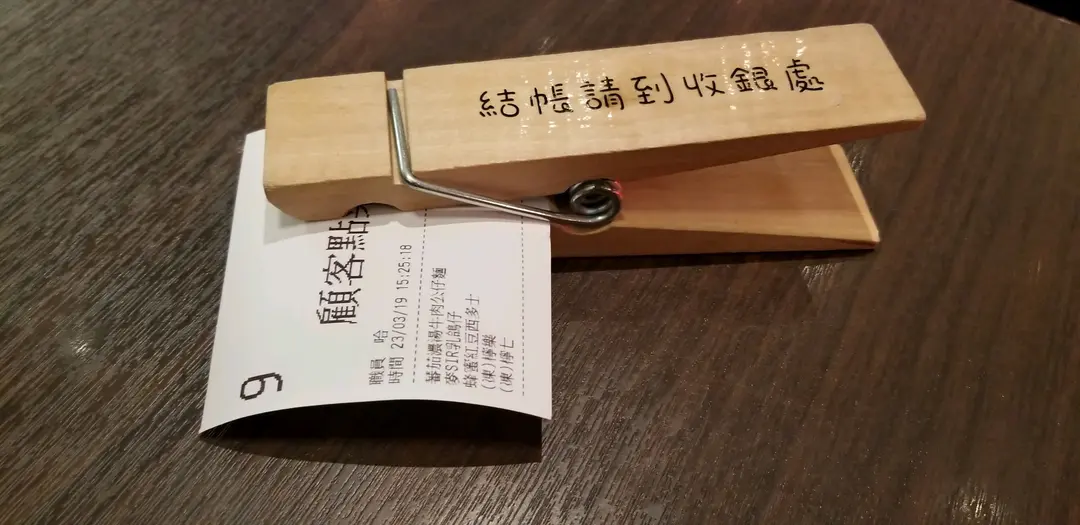 結帳請到收銀處
9
顧客點
職員 哈
時間 23/03/19 15:25:18
蕃茄濃湯牛肉公仔麵
麥SIR乳鴿仔
蜂蜜紅豆西多士
(凍)檸樂
(凍)檸七